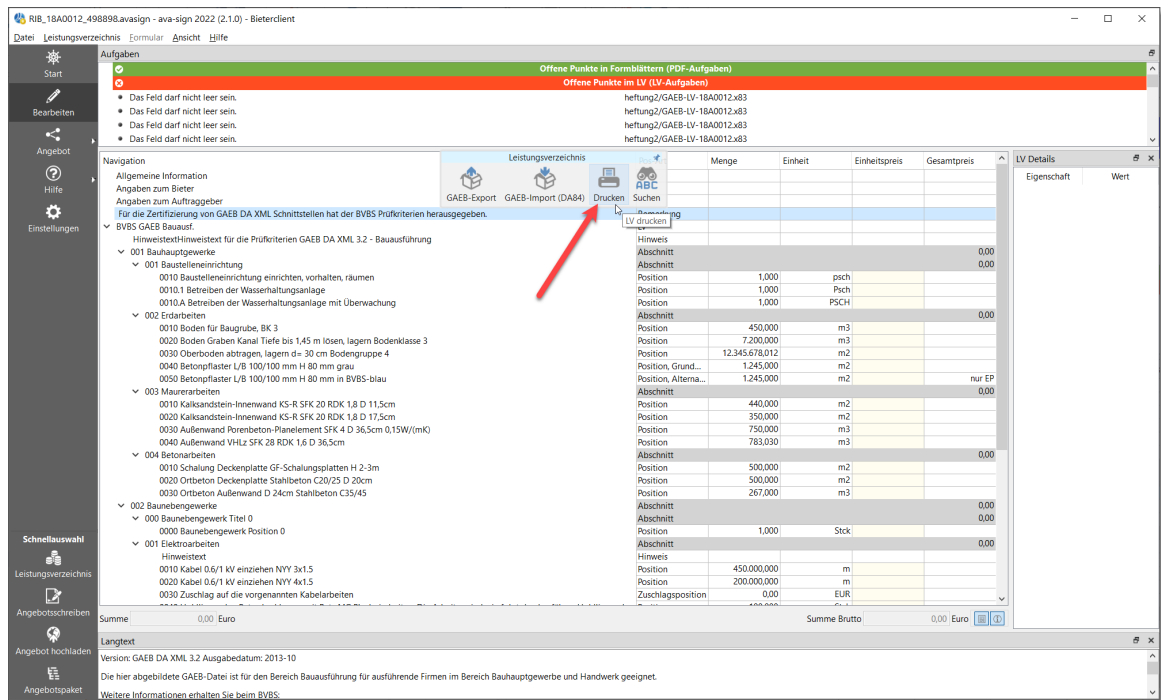 RIB_18A0012_498898.avasign - ava-sign 2022 (2.1.0) - Bieterclient
Datei Leistungsverzeichnis Formular Ansicht Hilfe
Start
Bearbeiten
Angebot
Hilfe
Einstellungen
Schnellauswahl
Leistungsverzeichnis
Angebotsschreiben
Angebot hochladen
Angebotspaket
Aufgaben
Offene Punkte in Formblättern (PDF-Aufgaben)
Offene Punkte im LV (LV-Aufgaben)
Das Feld darf nicht leer sein. heftung2/GAEB-LV-18A0012.x83
Das Feld darf nicht leer sein. heftung2/GAEB-LV-18A0012.x83
Das Feld darf nicht leer sein. heftung2/GAEB-LV-18A0012.x83
Das Feld darf nicht leer sein. heftung2/GAEB-LV-18A0012.x83
Leistungsverzeichnis
ABC
GAEB-Export GAEB-Import (DA84) Drucken Suchen
LV drucken
Navigation Menge Einheit Einheitspreis Gesamtpreis
Allgemeine Information
Angaben zum Bieter
Angaben zum Auftraggeber
Für die Zertifizierung von GAEB DA XML Schnittstellen hat der BVBS Prüfkriterien herausgegeben. Bemerkung
BVBS GAEB Bauausf. LV
HinweistextHinweistext für die Prüfkriterien GAEB DA XML 3.2 - Bauausführung Hinweis
001 Bauhauptgewerke Abschnitt 0,00
001 Baustelleneinrichtung Abschnitt 0,00
0010 Baustelleneinrichtung einrichten, vorhalten, räumen Position 1,000 psch
0010.1 Betreiben der Wasserhaltungsanlage Position 1,000 Psch
0010.A Betreiben der Wasserhaltungsanlage mit Überwachung Position 1,000 PSCH
002 Erdarbeiten Abschnitt 0,00
0010 Boden für Baugrube, BK 3 Position 450,000 m3
0020 Boden Graben Kanal Tiefe bis 1,45 m lösen, lagern Bodenklasse 3 Position 7.200,000 m3
0030 Oberboden abtragen, lagern d= 30 cm Bodengruppe 4 Position 12.345.678,012 m2
0040 Betonpflaster L/B 100/100 mm H 80 mm grau Position, Grund... 1.245,000 m2
0050 Betonpflaster L/B 100/100 mm H 80 mm in BVBS-blau Position, Alterna... 1.245,000 m2 nur EP
003 Maurerarbeiten Abschnitt 0,00
0010 Kalksandstein-Innenwand KS-R SFK 20 RDK 1,8 D 11,5cm Position 440,000 m2
0020 Kalksandstein-Innenwand KS-R SFK 20 RDK 1,8 D 17,5cm Position 350,000 m2
0030 Außenwand Porenbeton-Planelement SFK 4 D 36,5cm 0,15W/(mK) Position 750,000 m3
0040 Außenwand VHLz SFK 28 RDK 1,6 D 36,5cm Position 783,030 m3
004 Betonarbeiten Abschnitt 0,00
0010 Schalung Deckenplatte GF-Schalungsplatten H 2-3m Position 500,000 m2
0020 Ortbeton Deckenplatte Stahlbeton C20/25 D 20cm Position 500,000 m2
0030 Ortbeton Außenwand D 24cm Stahlbeton C35/45 Position 267,000 m3
002 Baunebengewerke Abschnitt 0,00
000 Baunebengewerk Titel 0 Abschnitt 0,00
0000 Baunebengewerk Position 0 Position 1,000 Stck
001 Elektroarbeiten Abschnitt 0,00
Hinweistext Hinweis
0010 Kabel 0.6/1 kV einziehen NYY 3x1.5 Position 450.000,000 m
0020 Kabel 0.6/1 kV einziehen NYY 4x1.5 Position 200.000,000 m
0030 Zuschlag auf die vorgenannten Kabelarbeiten Zuschlagsposition 0,00 EUR
Summe 0,00 Euro Summe Brutto 0,00 Euro
LV Details
Eigenschaft Wert
Langtext
Version: GAEB DA XML 3.2 Ausgabedatum: 2013-10
Die hier abgebildete GAEB-Datei ist für den Bereich Bauausführung für ausführende Firmen im Bereich Bauhauptgewerbe und Handwerk geeignet.
Weitere Informationen erhalten Sie beim BVBS: